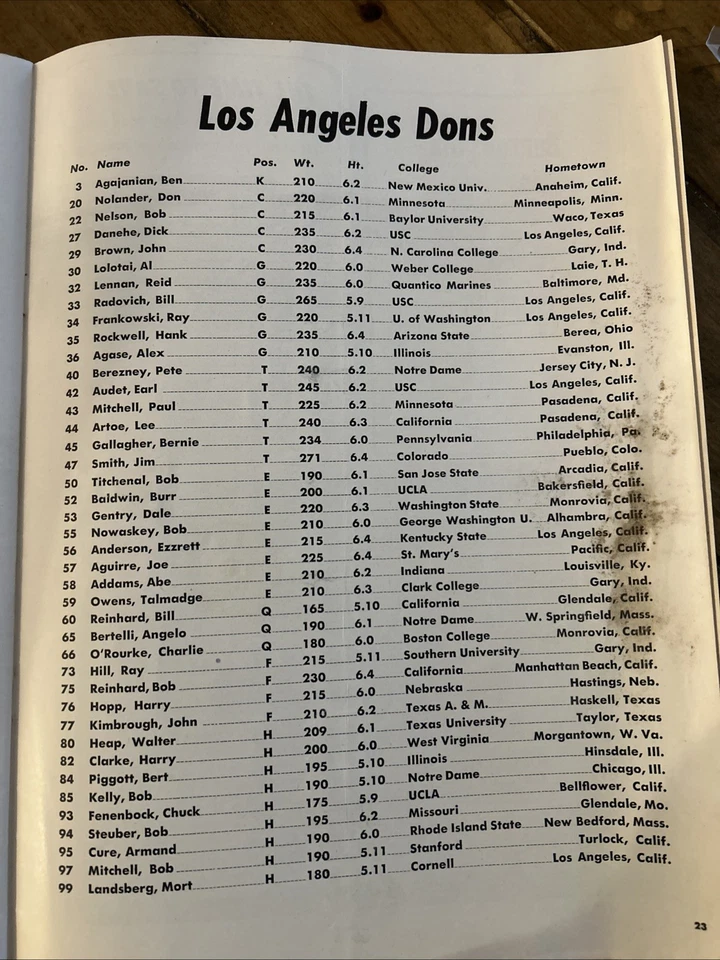 Los Angeles Dons
No. Name Pos. Wt. Ht. College Hometown
3 Agajanian, Ben K 210 6.2 New Mexico Univ. Anaheim, Calif.
20 Nolander, Don C 220 6.1 Minnesota Minneapolis, Minn.
22 Nelson, Bob C 215 6.1 Baylor University Waco, Texas
27 Danehe, Dick C 235 6.2 USC Los Angeles, Calif.
29 Brown, John C 230 6.4 N. Carolina College Gary, Ind.
30 Lolotai, Al G 220 6.0 Weber College Laie, T. H.
32 Lennan, Reid G 235 6.0 Quantico Marines Baltimore, Md.
33 Radovich, Bill G 265 5.9 USC Los Angeles, Calif.
34 Frankowski, Ray G 220 5.11 U. of Washington Los Angeles, Calif.
35 Rockwell, Hank G 235 6.4 Arizona State Berea, Ohio
36 Agase, Alex G 210 5.10 Illinois Evanston, Ill.
40 Berezney, Pete T 240 6.2 Notre Dame Jersey City, N. J.
42 Audet, Earl T 245 6.2 USC Los Angeles, Calif.
43 Mitchell, Paul T 225 6.2 Minnesota Pasadena, Calif.
44 Artoe, Lee T 240 6.3 California Pasadena, Calif.
45 Gallagher, Bernie T 234 6.0 Pennsylvania Philadelphia, Pa.
47 Smith, Jim T 271 6.4 Colorado Pueblo, Colo.
50 Titchenal, Bob E 190 6.1 San Jose State Arcadia, Calif.
52 Baldwin, Burr E 200 6.1 UCLA Bakersfield, Calif.
53 Gentry, Dale E 220 6.3 Washington State Monrovia, Calif.
55 Nowaskey, Bob E 210 6.0 George Washington U. Alhambra, Calif.
56 Anderson, Ezzrett E 215 6.4 Kentucky State Los Angeles, Calif.
57 Aguirre, Joe E 225 6.4 St. Mary's Pacific, Calif.
58 Addams, Abe E 210 6.2 Indiana Louisville, Ky.
59 Owens, Talmadge E 210 6.3 Clark College Gary, Ind.
60 Reinhard, Bill Q 165 5.10 California Glendale, Calif.
65 Bertelli, Angelo Q 190 6.1 Notre Dame W. Springfield, Mass.
66 O'Rourke, Charlie Q 180 6.0 Boston College Monrovia, Calif.
73 Hill, Ray F 215 5.11 Southern University Gary, Ind.
75 Reinhard, Bob F 230 6.4 California Manhattan Beach, Calif.
76 Hopp, Harry F 215 6.0 Nebraska Hastings, Neb.
77 Kimbrough, John F 210 6.2 Texas A. & M. Haskell, Texas
80 Heap, Walter H 209 6.1 Texas University Taylor, Texas
82 Clarke, Harry H 200 6.0 West Virginia Morgantown, W. Va.
84 Piggott, Bert H 195 5.10 Illinois Hinsdale, Ill.
85 Kelly, Bob H 190 5.10 Notre Dame Chicago, Ill.
93 Fenenbock, Chuck H 175 5.9 UCLA Bellflower, Calif.
94 Steuber, Bob H 195 6.2 Missouri Glendale, Mo.
95 Cure, Armand H 190 6.0 Rhode Island State New Bedford, Mass.
97 Mitchell, Bob H 190 5.11 Stanford Turlock, Calif.
99 Landsberg, Mort H 180 5.11 Cornell Los Angeles, Calif.
23